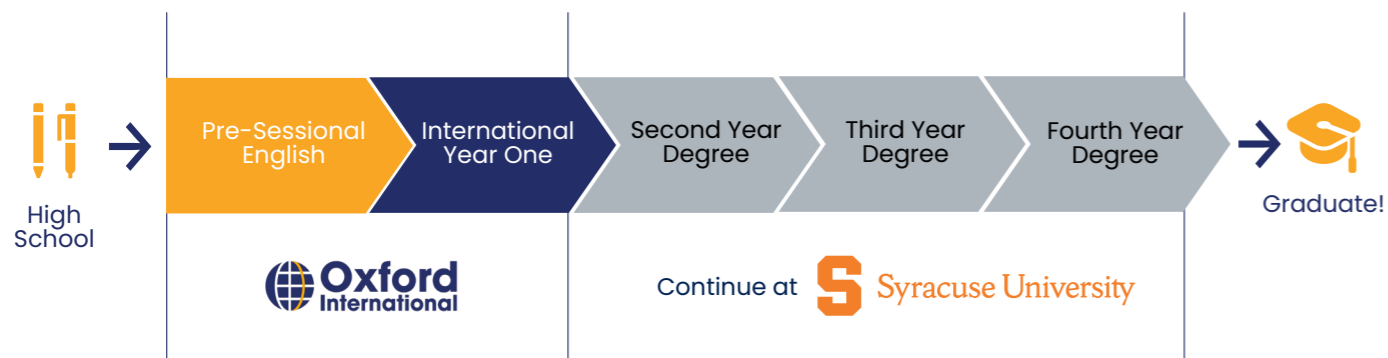 High
School
Pre-Sessional
English
International
Year One
Second Year
Degree
Third Year
Degree
Fourth Year
Degree
Graduate!
Oxford
International
Continue at
S Syracuse University